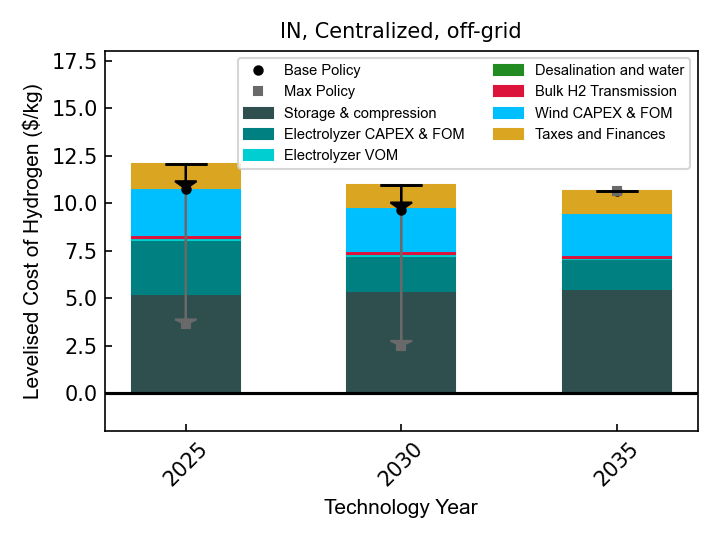 IN, Centralized, off-grid
Levelised Cost of Hydrogen ($/kg)
17.5
15.0
12.5
10.0
7.5
5.0
2.5
0.0
Base Policy
Max Policy
Storage & compression
Electrolyzer CAPEX & FOM
Electrolyzer VOM
Desalination and water
Bulk H2 Transmission
Wind CAPEX & FOM
Taxes and Finances
2025
2030
2035
Technology Year